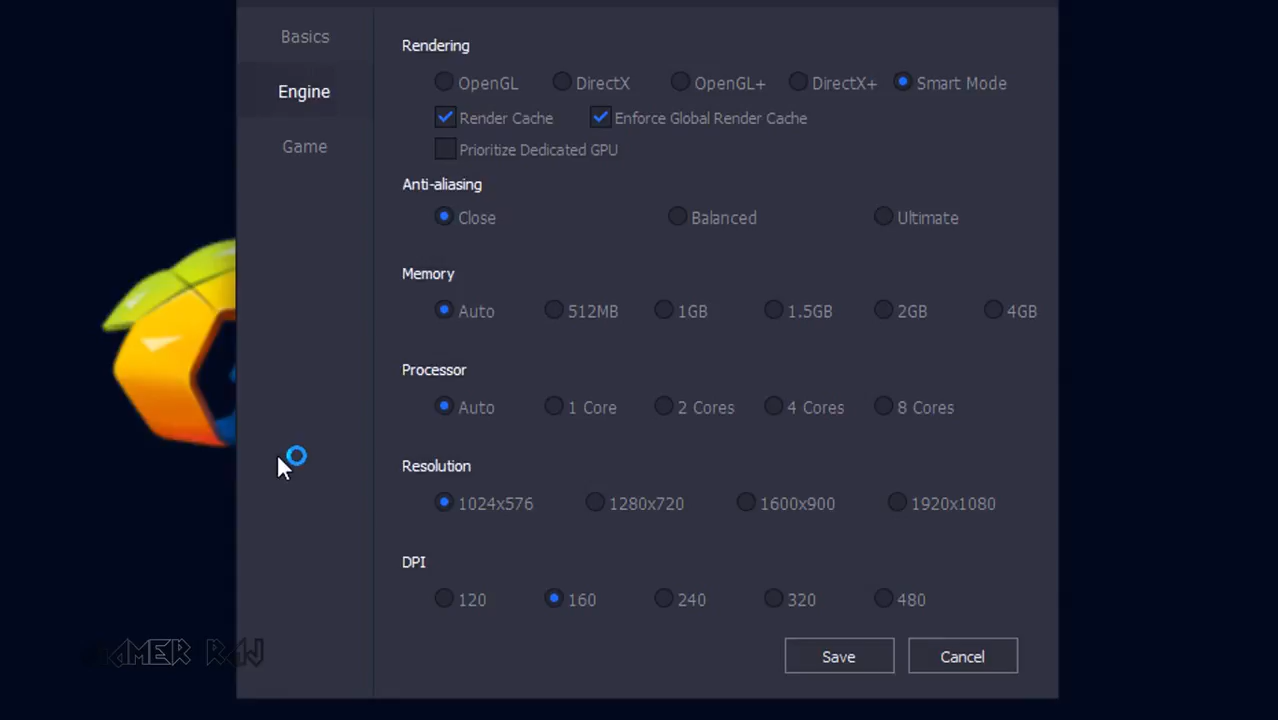 Basics
Engine
Game
Rendering
OpenGL DirectX OpenGL+ DirectX+ Smart Mode
Render Cache Enforce Global Render Cache
Prioritize Dedicated GPU
Anti-aliasing
Close Balanced Ultimate
Memory
Auto 512MB 1GB 1.5GB 2GB 4GB
Processor
Auto 1 Core 2 Cores 4 Cores 8 Cores
Resolution
1024x576 1280x720 1600x900 1920x1080
DPI
120 160 240 320 480
Save Cancel
GAMER RAJ